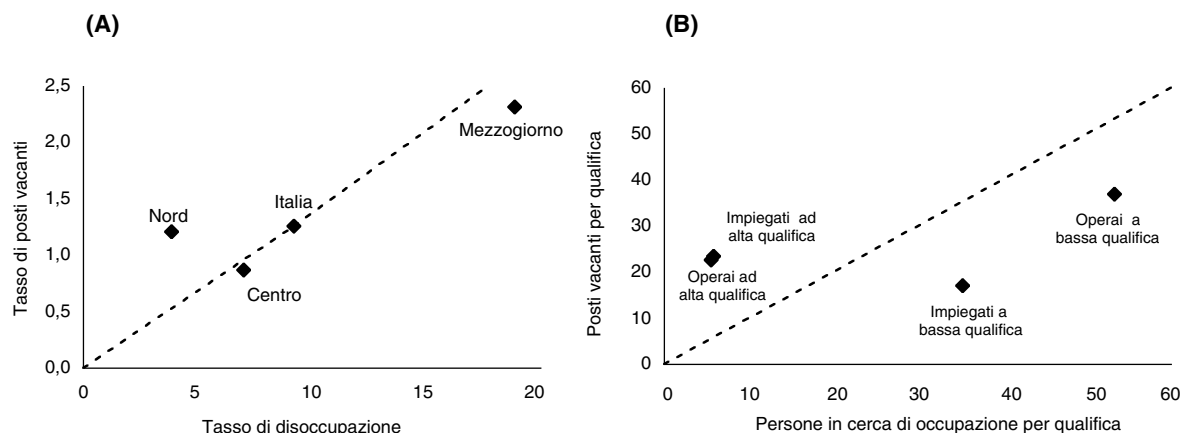 (A)
Tasso di posti vacanti
2,5
2,0
1,5
1,0
0,5
0,0
Mezzogiorno
Italia
Nord
Centro
0
5
10
15
20
Tasso di disoccupazione
(B)
Posti vacanti per qualifica
60
50
40
30
20
10
0
Impiegati ad
alta qualifica
Operai ad
alta qualifica
Operai a
bassa qualifica
Impiegati a
bassa qualifica
0
10
20
30
40
50
60
Persone in cerca di occupazione per qualifica